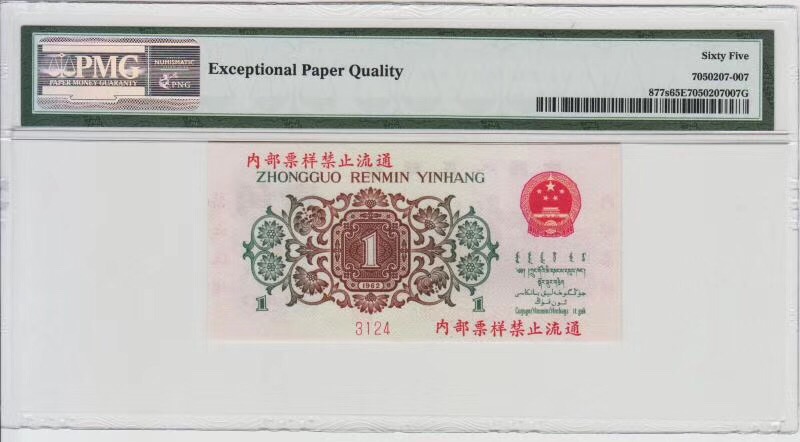 PMG
PAPER MONEY GUARANTY
NUMISMATIC
PNG
Exceptional Paper Quality
Sixty Five
7050207-007
877s65E7050207007G
内部票样禁止流通
ZHONGGUO RENMIN YINHANG
1
1962
1
1
3124
内部票样禁止流通